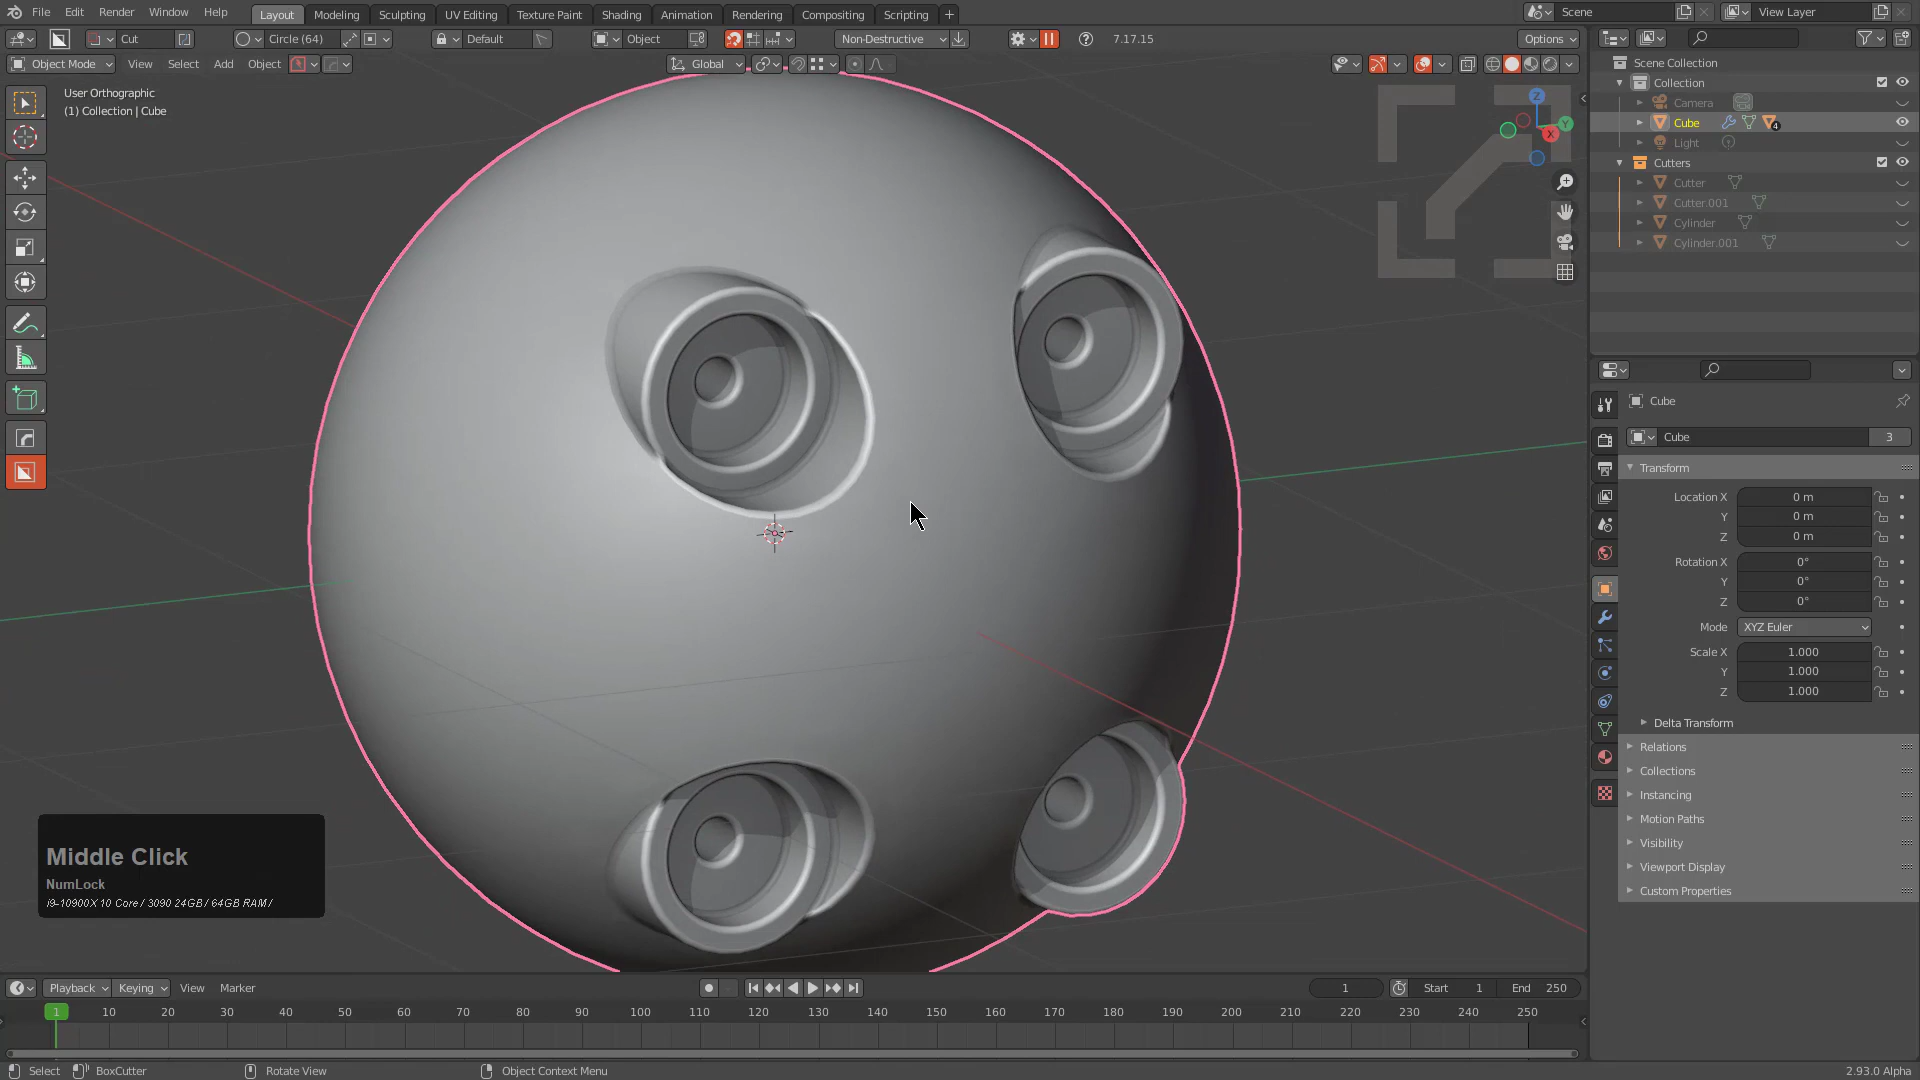 File Edit Render Window Help Layout Modeling Sculpting UV Editing Texture Paint Shading Animation Rendering Compositing Scripting + Scene View Layer
Cut Circle (64) Default Object Non-Destructive 7.17.15 Options
Object Mode View Select Add Object Global
User Orthographic
(1) Collection | Cube
Z
Y
X
Scene Collection
Collection
Camera
Cube 4
Light
Cutters
Cutter
Cutter.001
Cylinder
Cylinder.001
Cube
Cube 3
Transform
Location X 0 m
Y 0 m
Z 0 m
Rotation X 0°
Y 0°
Z 0°
Mode XYZ Euler
Scale X 1.000
Y 1.000
Z 1.000
Delta Transform
Relations
Collections
Instancing
Motion Paths
Visibility
Viewport Display
Custom Properties
Middle Click
NumLock
i9-10900X 10 Core / 3090 24GB / 64GB RAM /
Playback Keying View Marker 1 Start 1 End 250
1 10 20 30 40 50 60 70 80 90 100 110 120 130 140 150 160 170 180 190 200 210 220 230 240 250
Select BoxCutter Rotate View Object Context Menu 2.93.0 Alpha